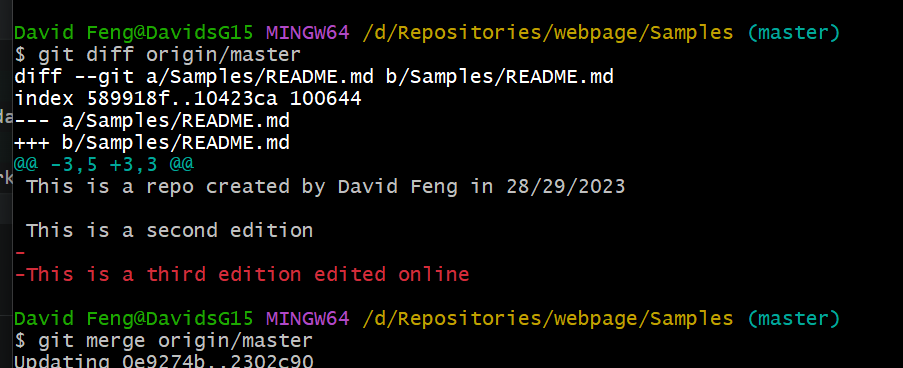 David Feng@DavidsG15 MINGW64 /d/Repositories/webpage/Samples (master)
$ git diff origin/master
diff --git a/Samples/README.md b/Samples/README.md
index 589918f..10423ca 100644
--- a/Samples/README.md
+++ b/Samples/README.md
@@ -3,5 +3,3 @@
 This is a repo created by David Feng in 28/29/2023
 This is a second edition
-
-This is a third edition edited online
David Feng@DavidsG15 MINGW64 /d/Repositories/webpage/Samples (master)
$ git merge origin/master
Updating 0e9274b..2302c90